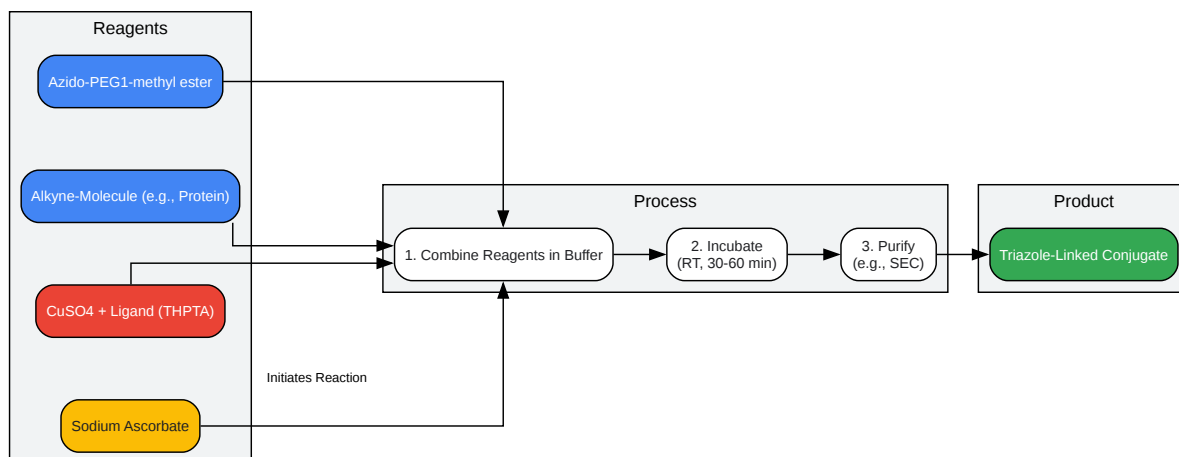 Reagents
Azido-PEG1-methyl ester
Alkyne-Molecule (e.g., Protein)
CuSO4 + Ligand (THPTA)
Initiates Reaction
Sodium Ascorbate
Process
1. Combine Reagents in Buffer
2. Incubate
(RT, 30-60 min)
3. Purify
(e.g., SEC)
Product
Triazole-Linked Conjugate